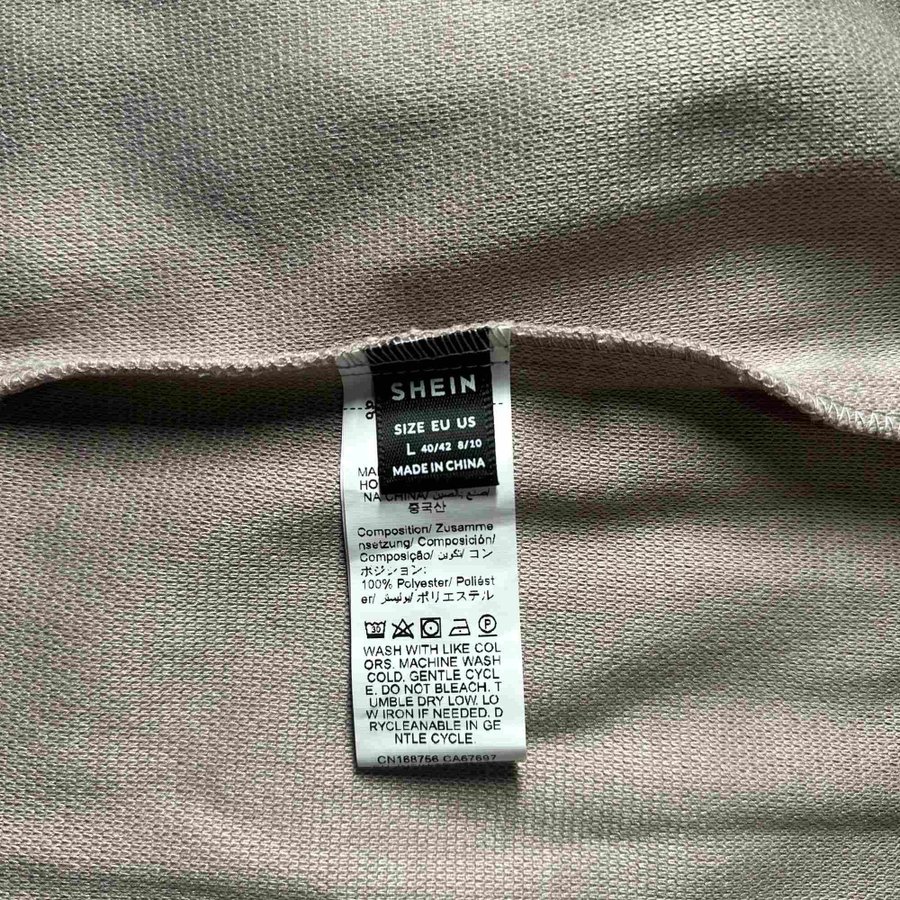 SHEIN
SIZE EU US
L 40/42 8/10
MADE IN CHINA
MA
HO
NA CHINA/ صنع بالصين/
중국산
Composition/ Zusamme
nsetzung/ Composición/
Composição/ تكوين/ コン
ポジション:
100% Polyester/ Poliést
er/ بوليستر/ ポリエステル
30
P
WASH WITH LIKE COL
ORS. MACHINE WASH
COLD. GENTLE CYCL
E. DO NOT BLEACH. T
UMBLE DRY LOW. LO
W IRON IF NEEDED. D
RYCLEANABLE IN GE
NTLE CYCLE.
CN168756 CA67697